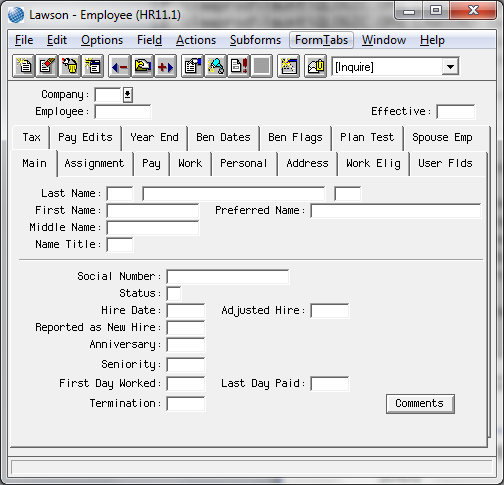 Lawson - Employee (HR11.1)
File Edit Options Field Actions Subforms FormTabs Window Help
[Inquire]
Company:
Employee: Effective:
Tax Pay Edits Year End Ben Dates Ben Flags Plan Test Spouse Emp
Main Assignment Pay Work Personal Address Work Elig User Flds
Last Name:
First Name: Preferred Name:
Middle Name:
Name Title:
Social Number:
Status:
Hire Date: Adjusted Hire:
Reported as New Hire:
Anniversary:
Seniority:
First Day Worked: Last Day Paid:
Termination: Comments